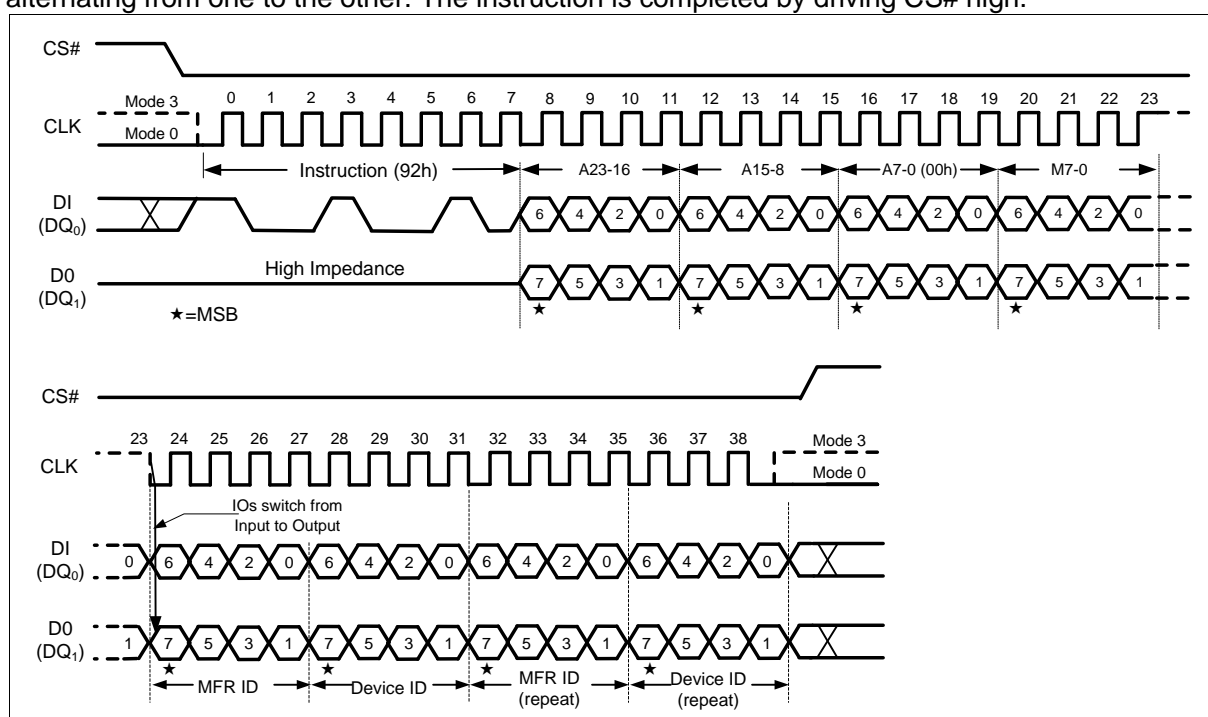 alternating from one to the other. The instruction is completed by driving CS# high.
CS#
Mode 3
0 1 2 3 4 5 6 7 8 9 10 11 12 13 14 15 16 17 18 19 20 21 22 23
CLK
Mode 0
Instruction (92h) A23-16 A15-8 A7-0 (00h) M7-0
DI
(DQ0)
6 4 2 0 6 4 2 0 6 4 2 0 6 4 2 0
High Impedance
D0
(DQ1)
7 5 3 1 7 5 3 1 7 5 3 1 7 5 3 1
★ ★ ★ ★
★=MSB
CS#
23 24 25 26 27 28 29 30 31 32 33 34 35 36 37 38
Mode 3
CLK
Mode 0
IOs switch from
Input to Output
DI
(DQ0)
0 6 4 2 0 6 4 2 0 6 4 2 0 6 4 2 0
D0
(DQ1)
1 7 5 3 1 7 5 3 1 7 5 3 1 7 5 3 1
★ ★ ★ ★
MFR ID Device ID MFR ID
(repeat)
Device ID
(repeat)